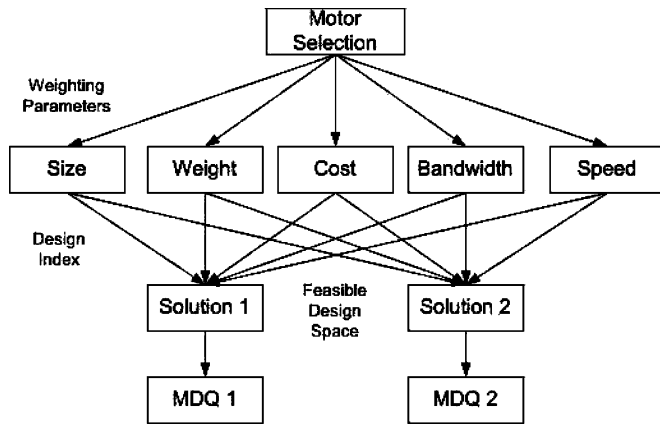 Motor
Selection
Weighting
Parameters
Size
Weight
Cost
Bandwidth
Speed
Design
Index
Solution 1
Feasible
Design
Space
Solution 2
MDQ 1
MDQ 2